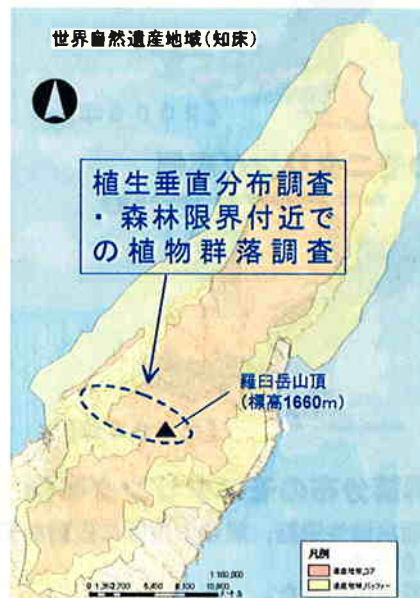 世界自然遺産地域(知床)
植生垂直分布調査
・森林限界付近で
の植物群落調査
羅臼岳山頂
(標高1660m)
凡例
遺産地域_コア
遺産地域_バッファー